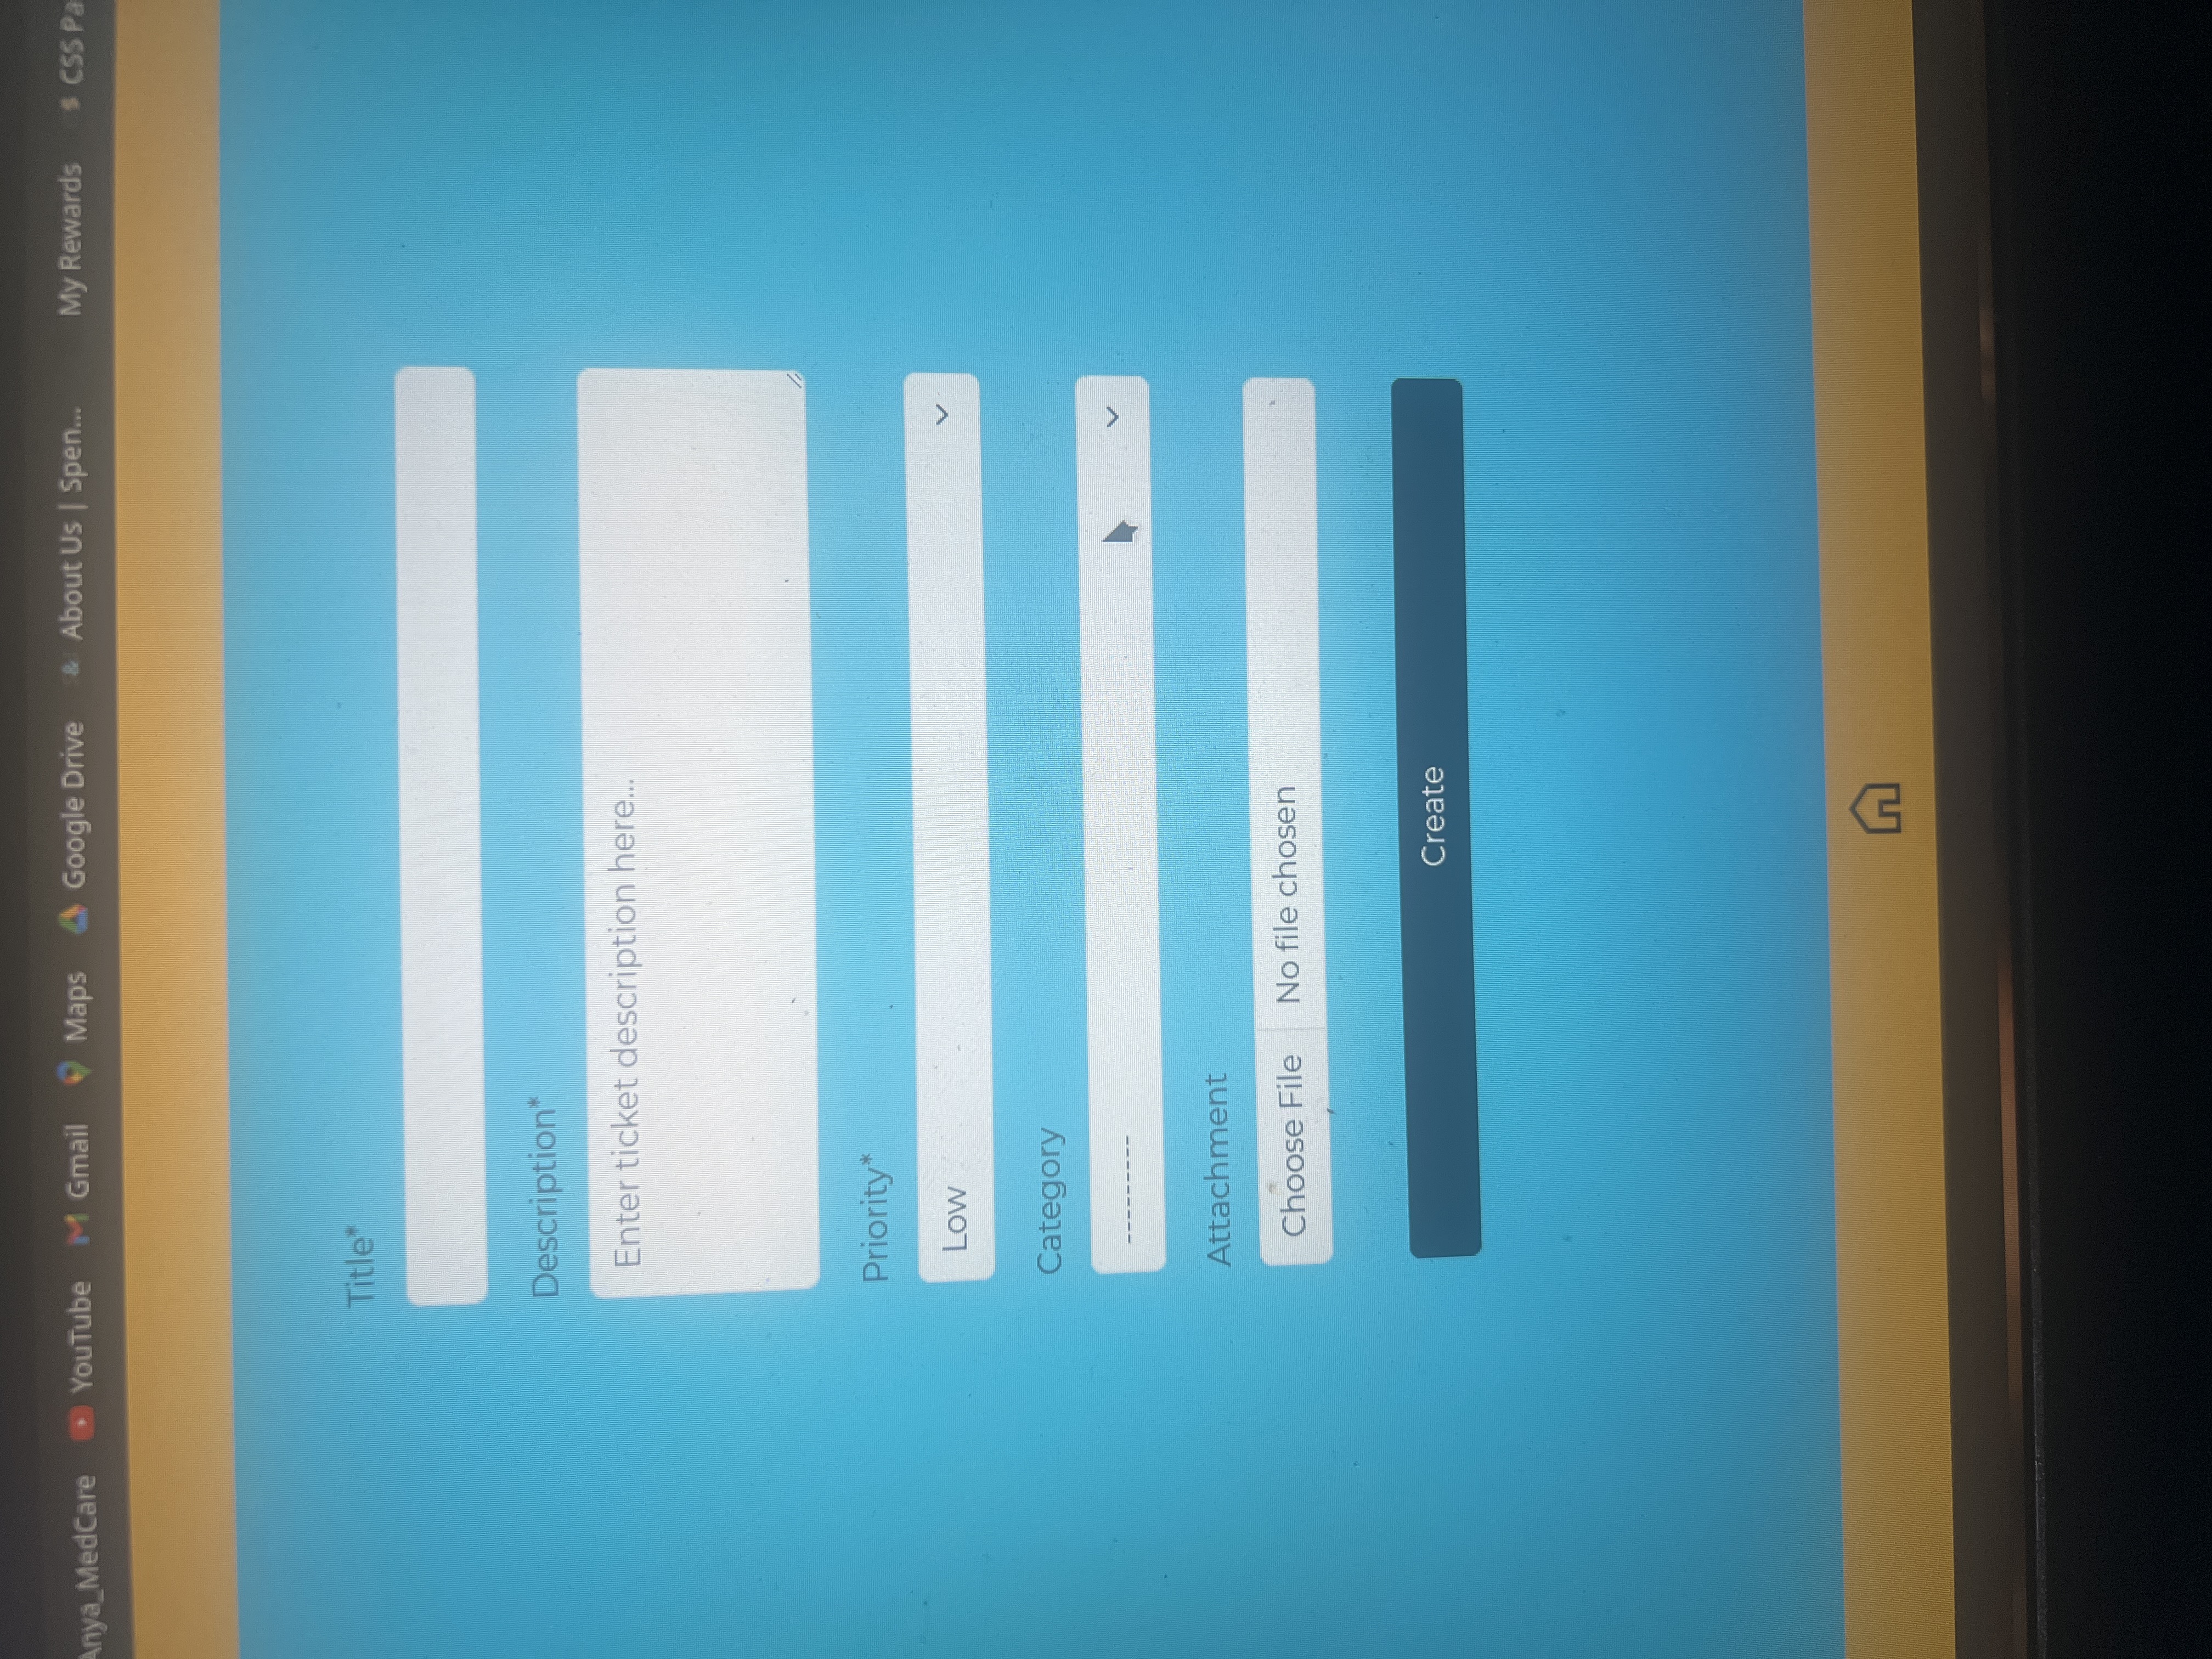 Anya_MedCare YouTube Gmail Maps Google Drive About Us | Spen... My Rewards CSS Pa
Title*
Description*
Enter ticket description here...
Priority*
Low
Category
---------
Attachment
Choose File No file chosen
Create